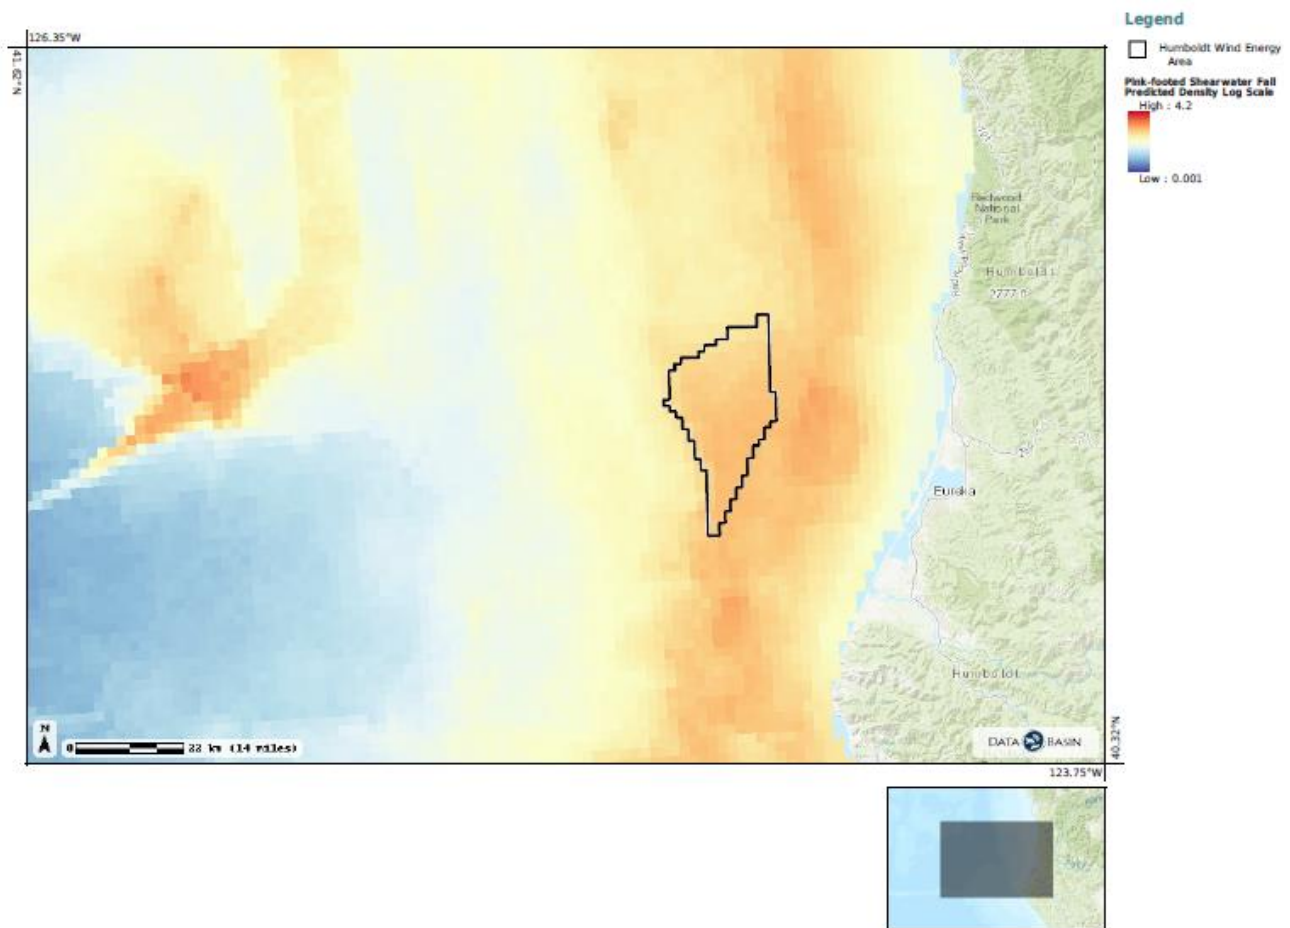 126.35°W
41.62°N
Legend
Humboldt Wind Energy
Area
Pink-footed Shearwater Fall
Predicted Density Log Scale
High : 4.2
Low : 0.001
Redwood
National
Park
Humboldt
Eureka
Humboldt
N
0 22 km (14 miles)
DATA BASIN
40.32°N
123.75°W